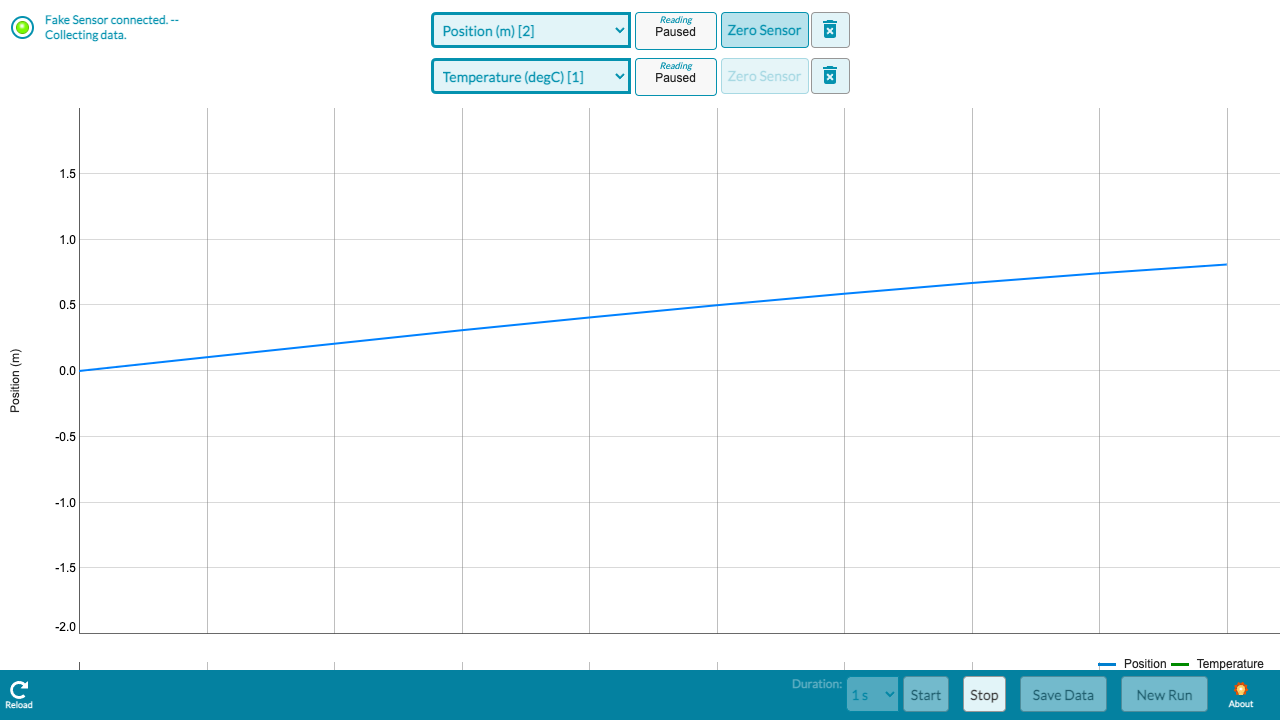 Fake Sensor connected. --
Collecting data.
Position (m) [2]
Reading
Paused
Zero Sensor
Temperature (degC) [1]
Reading
Paused
Zero Sensor
1.5
1.0
0.5
0.0
-0.5
-1.0
-1.5
-2.0
Position (m)
Position
Temperature
Reload
Duration:
1 s
Start
Stop
Save Data
New Run
About